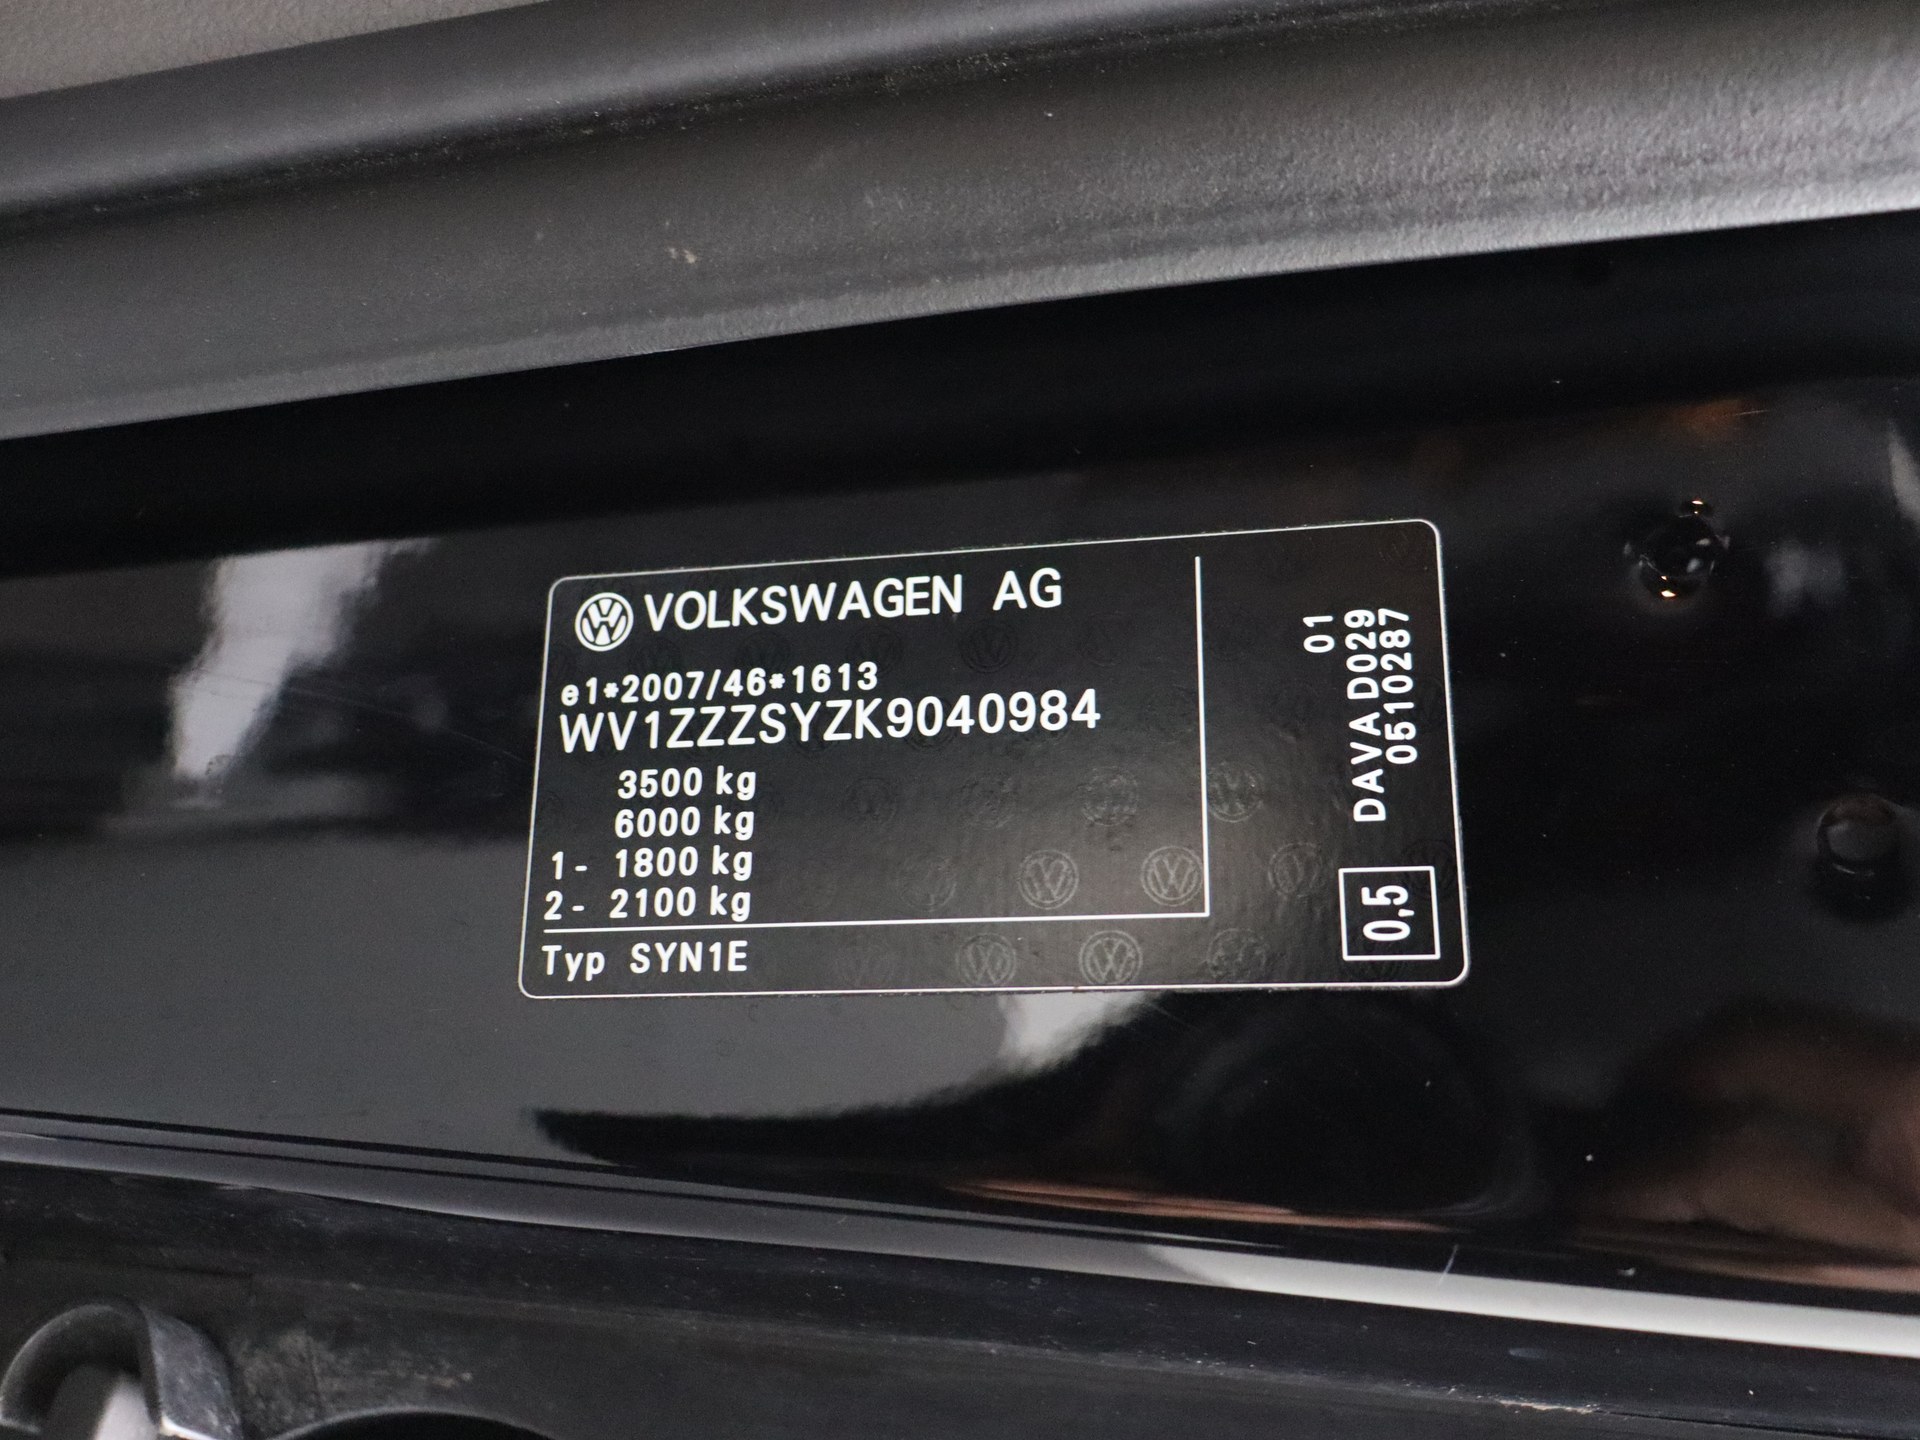 VOLKSWAGEN AG
e1*2007/46*1613
WV1ZZZSYZK9040984
3500 kg
6000 kg
1- 1800 kg
2- 2100 kg
Typ SYN1E
01
DAVA D029
0510287
0,5